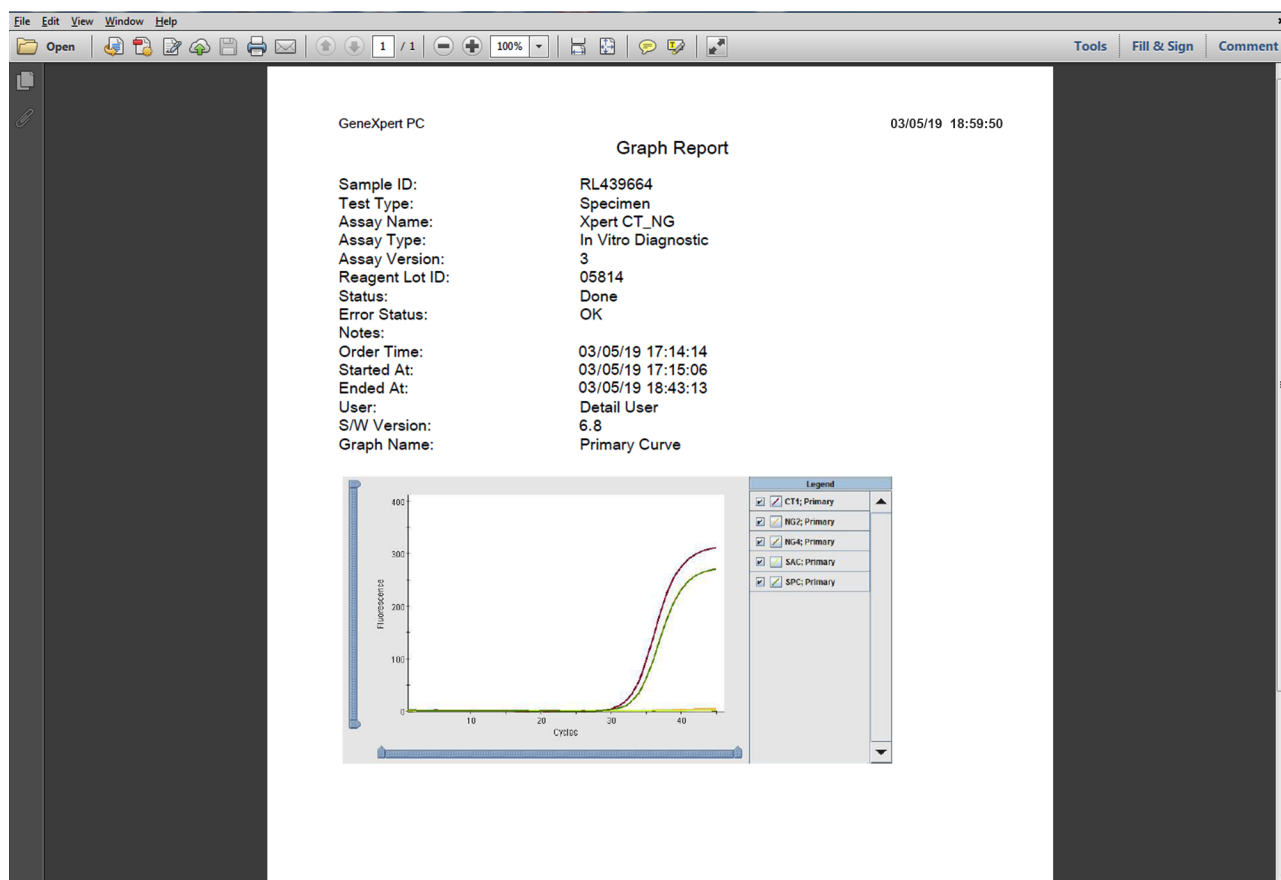 File Edit View Window Help
Open 1 / 1 100% Tools Fill & Sign Comment
GeneXpert PC 03/05/19 18:59:50
Graph Report
Sample ID: RL439664
Test Type: Specimen
Assay Name: Xpert CT_NG
Assay Type: In Vitro Diagnostic
Assay Version: 3
Reagent Lot ID: 05814
Status: Done
Error Status: OK
Notes:
Order Time: 03/05/19 17:14:14
Started At: 03/05/19 17:15:06
Ended At: 03/05/19 18:43:13
User: Detail User
S/W Version: 6.8
Graph Name: Primary Curve
Legend
CT1; Primary
NG2; Primary
NG4; Primary
SAC; Primary
SPC; Primary
400
300
200
100
0
Fluorescence
10 20 30 40
Cycles